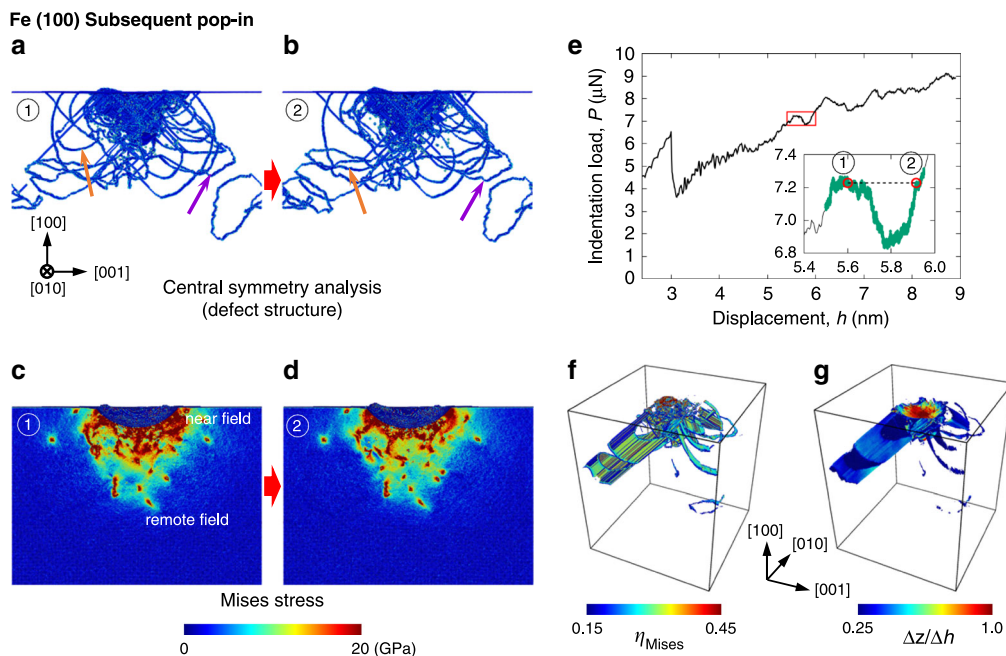 Fe (100) Subsequent pop-in
a
b
1
2
[100]
[001]
[010]
Central symmetry analysis
(defect structure)
e
Indentation load, P (μN)
10
9
8
7
6
5
4
3
2
1
0
3 4 5 6 7 8 9
Displacement, h (nm)
7.4
7.2
7.0
6.8
5.4 5.6 5.8 6.0
1
2
c
d
1
near field
remote field
2
Mises stress
0 20 (GPa)
f
g
[100]
[010]
[001]
0.15 0.45
ηMises
0.25 1.0
Δz/Δh